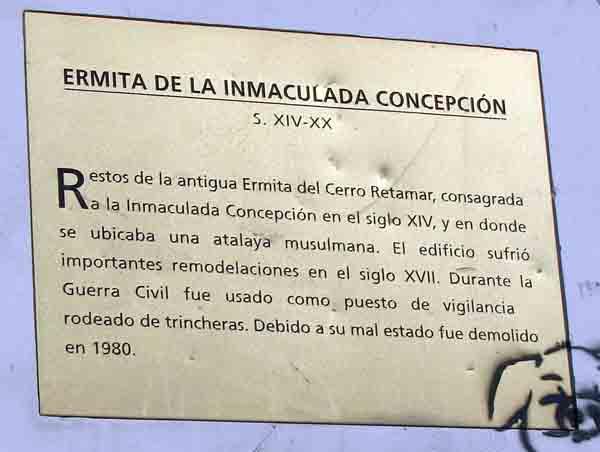 ERMITA DE LA INMACULADA CONCEPCIÓN
S. XIV-XX
Restos de la antigua Ermita del Cerro Retamar, consagrada
a la Inmaculada Concepción en el siglo XIV, y en donde
se ubicaba una atalaya musulmana. El edificio sufrió
importantes remodelaciones en el siglo XVII. Durante la
Guerra Civil fue usado como puesto de vigilancia
rodeado de trincheras. Debido a su mal estado fue demolido
en 1980.